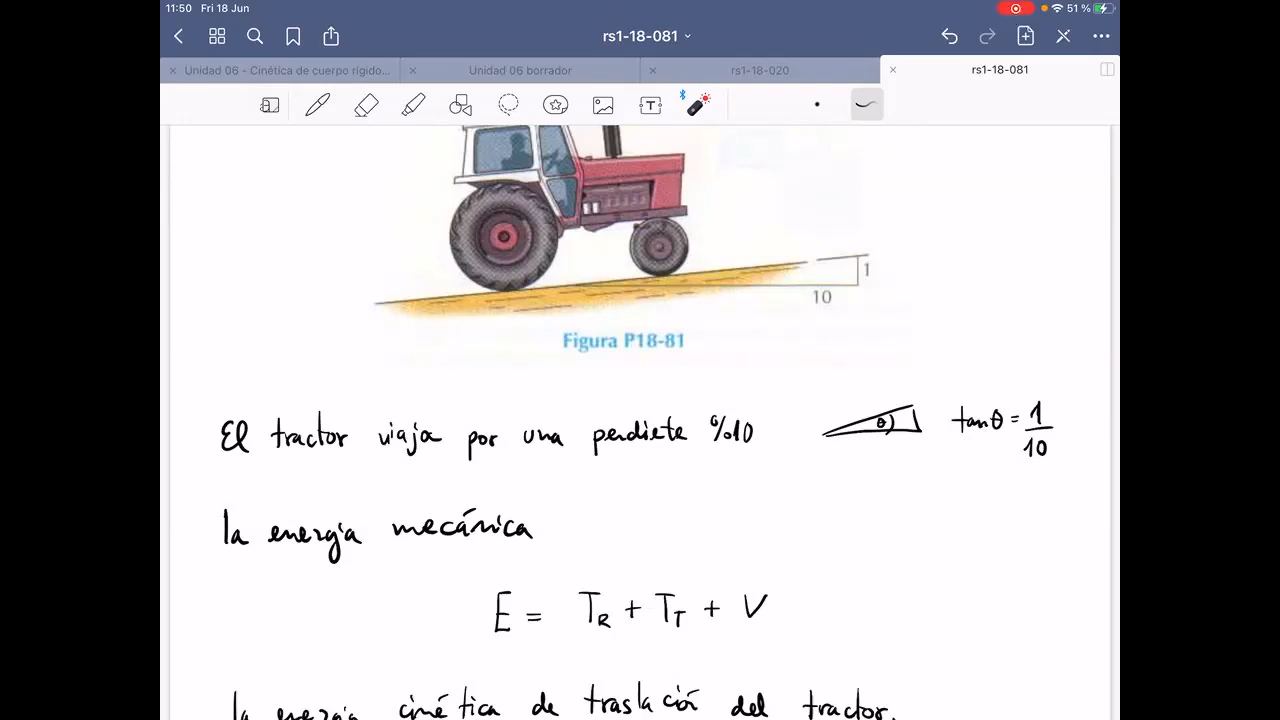 11:50 Fri 18 Jun 51 %
rs1-18-081
Unidad 06 - Cinética de cuerpo rígido... Unidad 06 borrador rs1-18-020 rs1-18-081
1
10
Figura P18-81
El tractor viaja por una pendiete %10 θ tanθ = 1/10
la energia mecánica
E = T_R + T_T + V
la energia cinética de traslación del tractor.